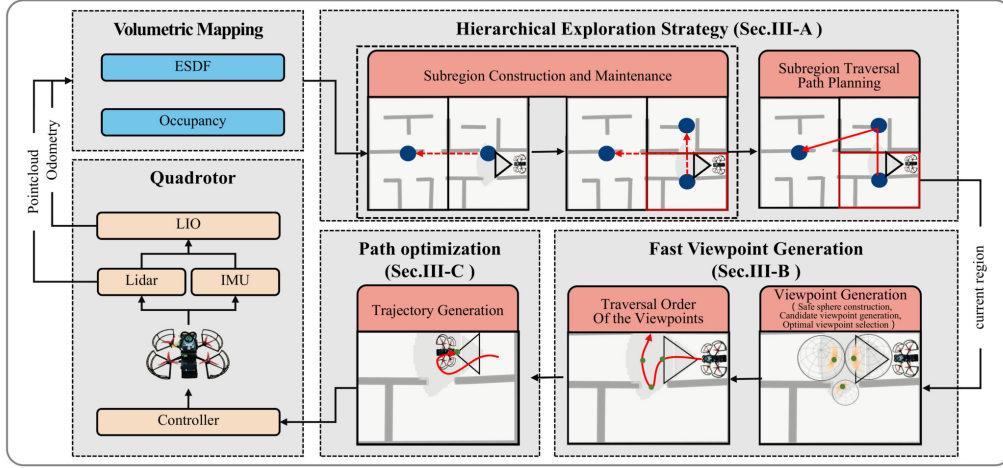 Volumetric Mapping
ESDF
Occupancy
Pointcloud
Odometry
Quadrotor
LIO
Lidar
IMU
Controller
Hierarchical Exploration Strategy (Sec.III-A )
Subregion Construction and Maintenance
Subregion Traversal
Path Planning
current region
Path optimization
(Sec.III-C )
Trajectory Generation
Fast Viewpoint Generation
(Sec.III-B )
Traversal Order
Of the Viewpoints
Viewpoint Generation
( Safe sphere construction,
Candidate viewpoint generation,
Optimal viewpoint selection )